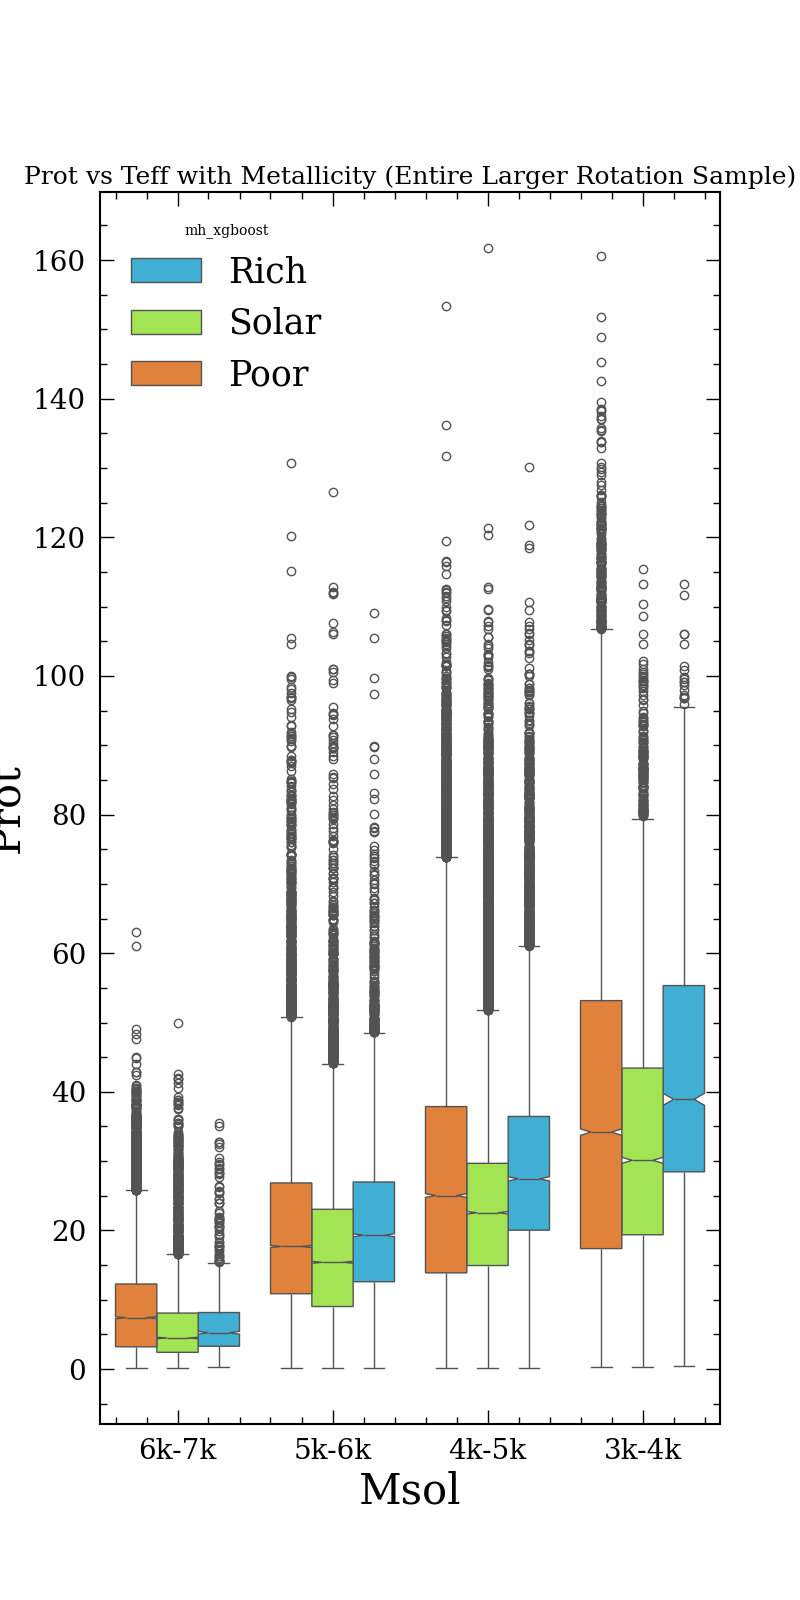 Prot vs Teff with Metallicity (Entire Larger Rotation Sample)
mh_xgboost
Rich
Solar
Poor
160
140
120
100
80
60
40
20
0
Prot
6k-7k
5k-6k
4k-5k
3k-4k
Msol